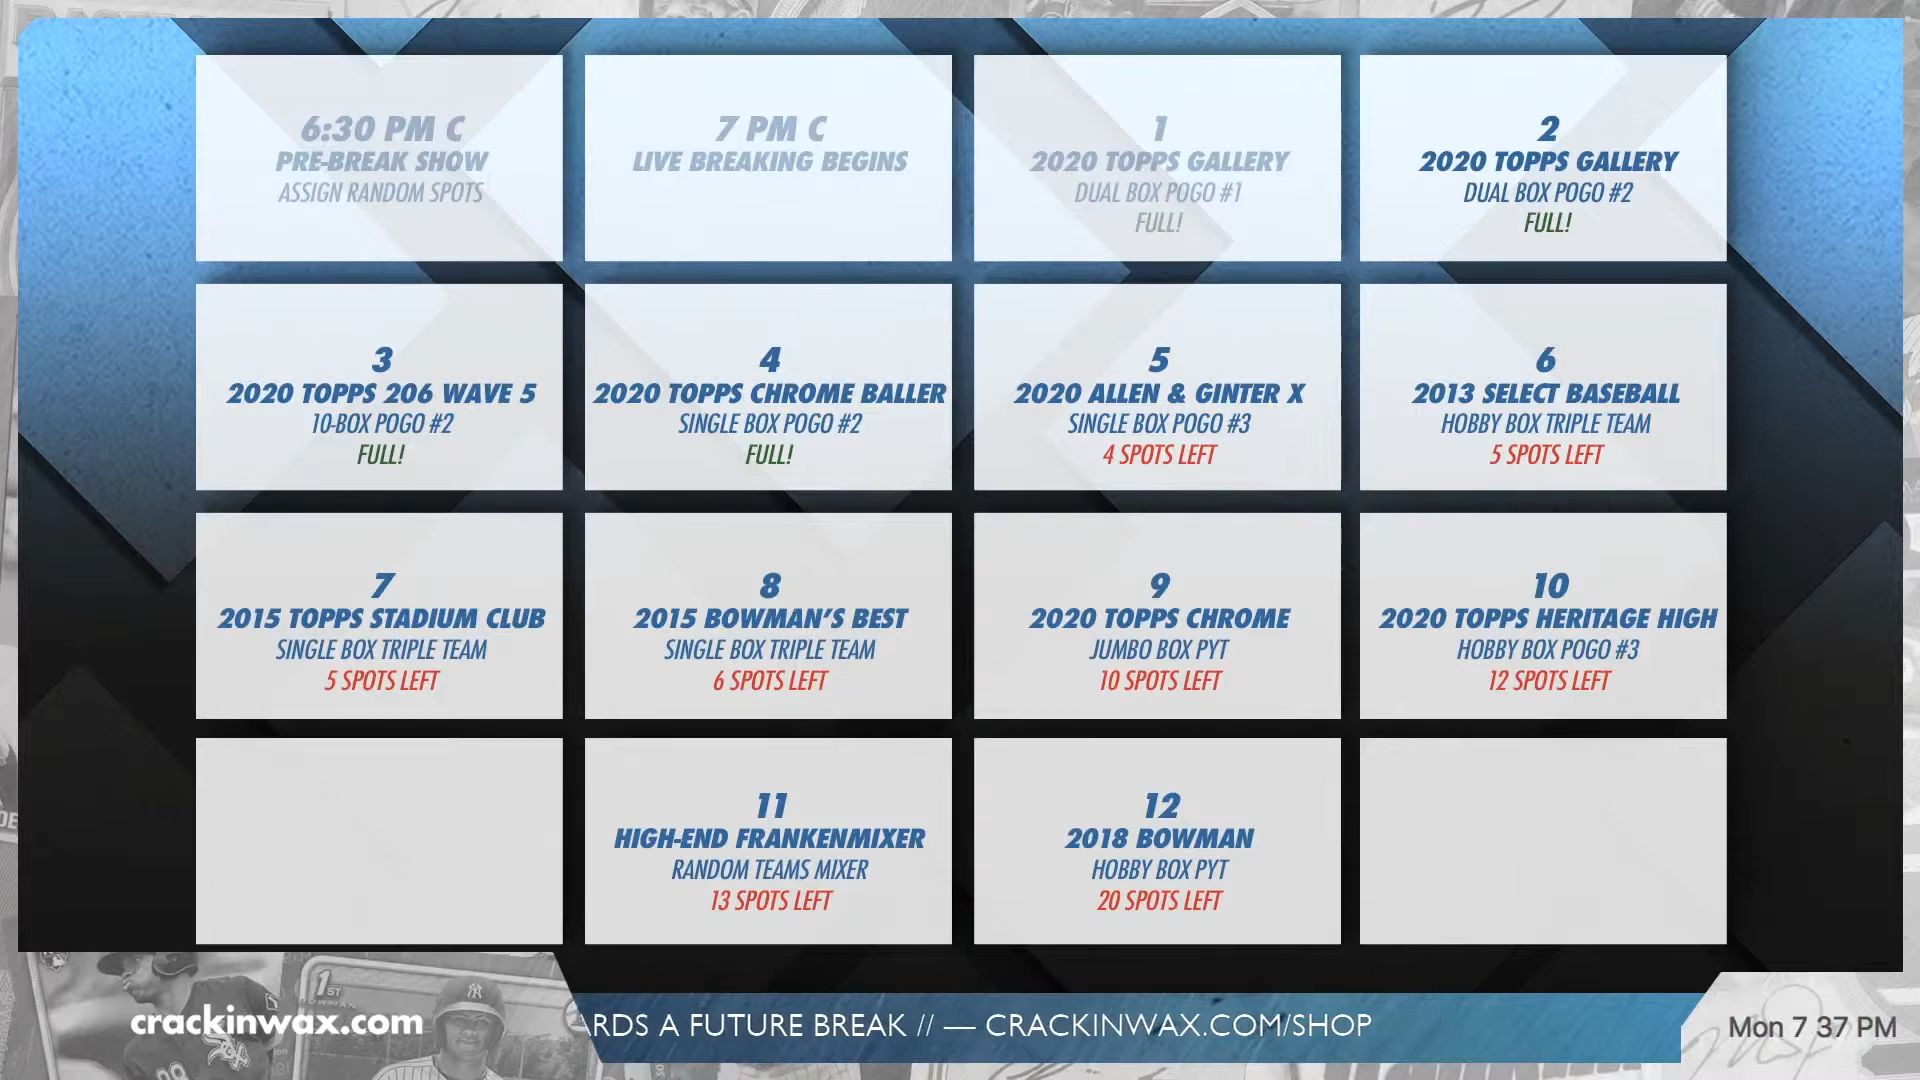 6:30 PM C
PRE-BREAK SHOW
ASSIGN RANDOM SPOTS
7 PM C
LIVE BREAKING BEGINS
1
2020 TOPPS GALLERY
DUAL BOX POGO #1
FULL!
2
2020 TOPPS GALLERY
DUAL BOX POGO #2
FULL!
3
2020 TOPPS 206 WAVE 5
10-BOX POGO #2
FULL!
4
2020 TOPPS CHROME BALLER
SINGLE BOX POGO #2
FULL!
5
2020 ALLEN & GINTER X
SINGLE BOX POGO #3
4 SPOTS LEFT
6
2013 SELECT BASEBALL
HOBBY BOX TRIPLE TEAM
5 SPOTS LEFT
7
2015 TOPPS STADIUM CLUB
SINGLE BOX TRIPLE TEAM
5 SPOTS LEFT
8
2015 BOWMAN’S BEST
SINGLE BOX TRIPLE TEAM
6 SPOTS LEFT
9
2020 TOPPS CHROME
JUMBO BOX PYT
10 SPOTS LEFT
10
2020 TOPPS HERITAGE HIGH
HOBBY BOX POGO #3
12 SPOTS LEFT
11
HIGH-END FRANKENMIXER
RANDOM TEAMS MIXER
13 SPOTS LEFT
12
2018 BOWMAN
HOBBY BOX PYT
20 SPOTS LEFT
1ST
BOWMAN
crackinwax.com
ARDS A FUTURE BREAK // — CRACKINWAX.COM/SHOP
Mon 7 37 PM